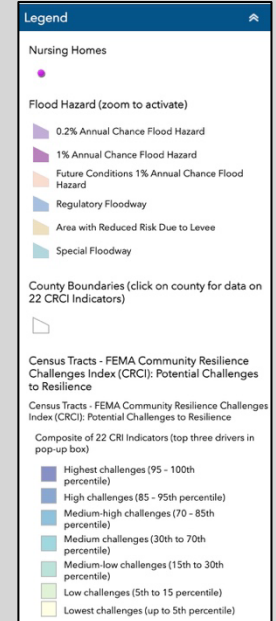 Legend
Nursing Homes
Flood Hazard (zoom to activate)
0.2% Annual Chance Flood Hazard
1% Annual Chance Flood Hazard
Future Conditions 1% Annual Chance Flood
Hazard
Regulatory Floodway
Area with Reduced Risk Due to Levee
Special Floodway
County Boundaries (click on county for data on
22 CRCI Indicators)
Census Tracts - FEMA Community Resilience
Challenges Index (CRCI): Potential Challenges
to Resilience
Census Tracts - FEMA Community Resilience Challenges
Index (CRCI): Potential Challenges to Resilience
Composite of 22 CRI Indicators (top three drivers in
pop-up box)
Highest challenges (95 - 100th
percentile)
High challenges (85 - 95th percentile)
Medium-high challenges (70 - 85th
percentile)
Medium challenges (30th to 70th
percentile)
Medium-low challenges (15th to 30th
percentile)
Low challenges (5th to 15 percentile)
Lowest challenges (up to 5th percentile)